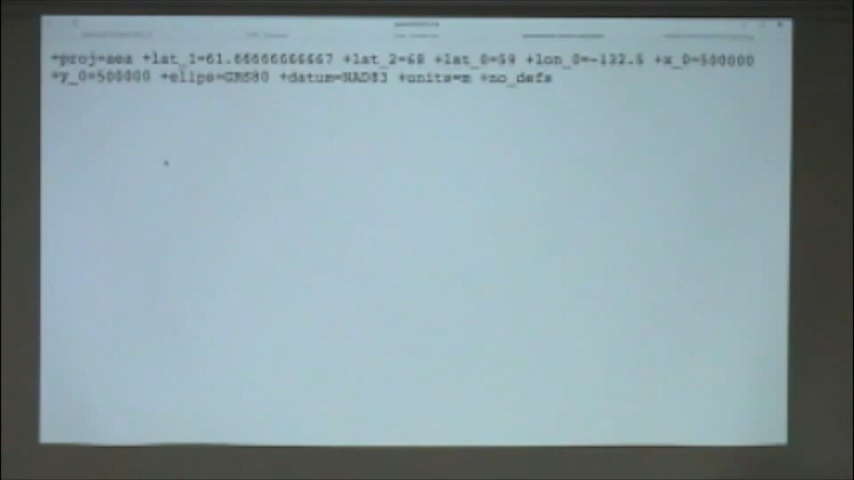 +proj=aea +lat_1=61.66666666667 +lat_2=68 +lat_0=59 +lon_0=-132.5 +x_0=500000
+y_0=500000 +elips=GRS80 +datum=NAD83 +units=m +no_defs